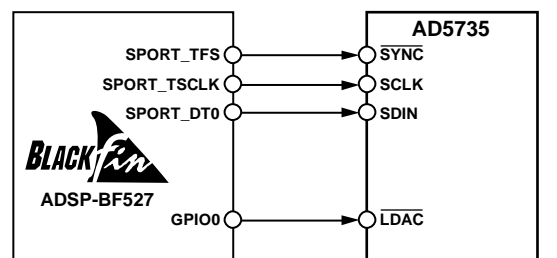 AD5735
SPORT_TFS
SYNC
SPORT_TSCLK
SCLK
SPORT_DT0
SDIN
BLACKfin
ADSP-BF527
GPIO0
LDAC